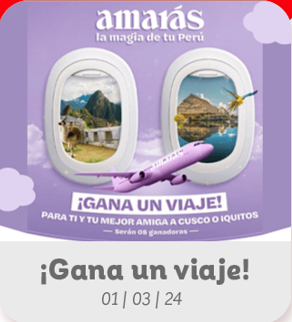 amarás
la magia de tu Perú
¡GANA UN VIAJE!
PARA TI Y TU MEJOR AMIGA A CUSCO O IQUITOS
Serán 08 ganadoras
¡Gana un viaje!
01 | 03 | 24